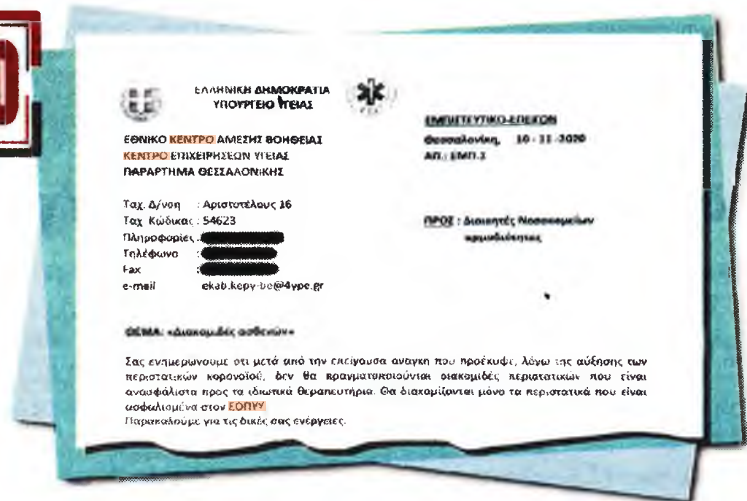 ΕΛΛΗΝΙΚΗ ΔΗΜΟΚΡΑΤΙΑ
ΥΠΟΥΡΓΕΙΟ ΥΓΕΙΑΣ
ΕΘΝΙΚΟ ΚΕΝΤΡΟ ΑΜΕΣΗΣ ΒΟΗΘΕΙΑΣ
ΚΕΝΤΡΟ ΕΠΙΧΕΙΡΗΣΕΩΝ ΥΓΕΙΑΣ
ΠΑΡΑΡΤΗΜΑ ΘΕΣΣΑΛΟΝΙΚΗΣ
ΕΜΠΙΣΤΕΥΤΙΚΟ-ΕΠΕΙΓΟΝ
Θεσσαλονίκη, 10 - 11 -2020
ΑΠ.: ΕΜΠ.2
Ταχ. Δ/νση : Αριστοτέλους 16
Ταχ. Κώδικας : 54623
Πληροφορίες :
Τηλέφωνο :
Fax :
e-mail ekab.kepy-be@4ype.gr
ΠΡΟΣ : Διοικητές Νοσοκομείων
αρμοδιότητας
ΘΕΜΑ: «Διακομιδές ασθενών»
Σας ενημερώνουμε οτι μετά από την επείγουσα αναγκη που προέκυψε, λόγω της αύξησης των
περιστατικών κορονοϊού, δεν θα πραγματοποιούνται διακομιδές περιστατικών που είναι
ανασφάλιστα προς τα ιδιωτικά θεραπευτήρια. Θα διακομίζονται μόνο τα περιστατικά που είναι
ασφαλισμένα στον ΕΟΠΥΥ
Παρακαλούμε για τις δικές σας ενέργειες.